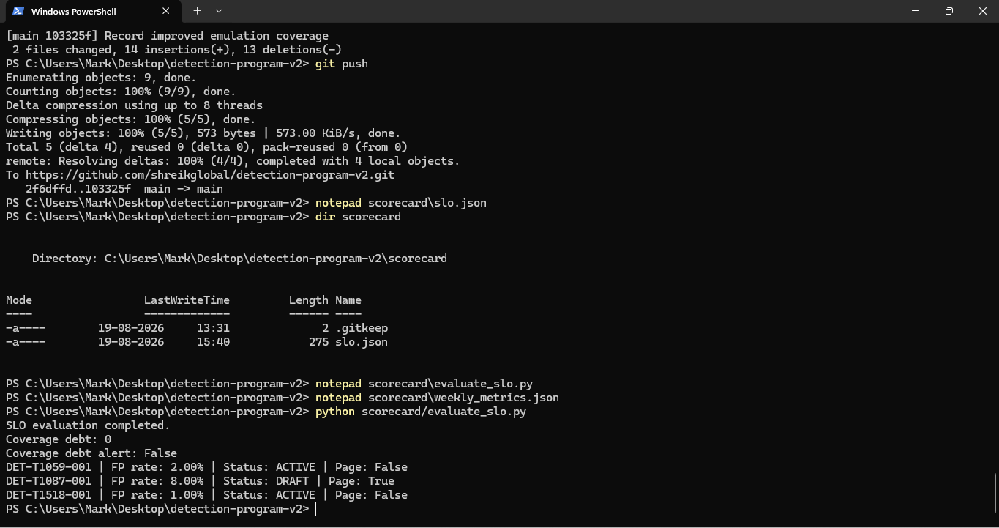 Windows PowerShell
[main 103325f] Record improved emulation coverage
 2 files changed, 14 insertions(+), 13 deletions(-)
PS C:\Users\Mark\Desktop\detection-program-v2> git push
Enumerating objects: 9, done.
Counting objects: 100% (9/9), done.
Delta compression using up to 8 threads
Compressing objects: 100% (5/5), done.
Writing objects: 100% (5/5), 573 bytes | 573.00 KiB/s, done.
Total 5 (delta 4), reused 0 (delta 0), pack-reused 0 (from 0)
remote: Resolving deltas: 100% (4/4), completed with 4 local objects.
To https://github.com/shreikglobal/detection-program-v2.git
   2f6dffd..103325f  main -> main
PS C:\Users\Mark\Desktop\detection-program-v2> notepad scorecard\slo.json
PS C:\Users\Mark\Desktop\detection-program-v2> dir scorecard
    Directory: C:\Users\Mark\Desktop\detection-program-v2\scorecard
Mode                 LastWriteTime         Length Name
----                 -------------         ------ ----
-a----        19-08-2026     13:31              2 .gitkeep
-a----        19-08-2026     15:40            275 slo.json
PS C:\Users\Mark\Desktop\detection-program-v2> notepad scorecard\evaluate_slo.py
PS C:\Users\Mark\Desktop\detection-program-v2> notepad scorecard\weekly_metrics.json
PS C:\Users\Mark\Desktop\detection-program-v2> python scorecard/evaluate_slo.py
SLO evaluation completed.
Coverage debt: 0
Coverage debt alert: False
DET-T1059-001 | FP rate: 2.00% | Status: ACTIVE | Page: False
DET-T1087-001 | FP rate: 8.00% | Status: DRAFT | Page: True
DET-T1518-001 | FP rate: 1.00% | Status: ACTIVE | Page: False
PS C:\Users\Mark\Desktop\detection-program-v2>